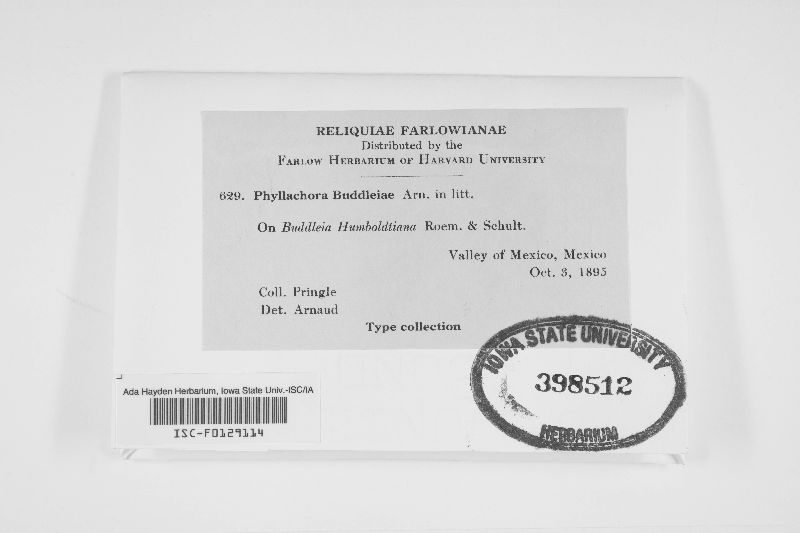 RELIQUIAE FARLOWIANAE
Distributed by the
FARLOW HERBARIUM OF HARVARD UNIVERSITY
629. Phyllachora Buddleiae Arn. in litt.
On Buddleia Humboldtiana Roem. & Schult.
Valley of Mexico, Mexico
Oct. 3, 1895
Coll. Pringle
Det. Arnaud
Type collection
IOWA STATE UNIVERSITY
398512
HERBARIUM
Ada Hayden Herbarium, Iowa State Univ.-ISC/IA
ISC-F0129114